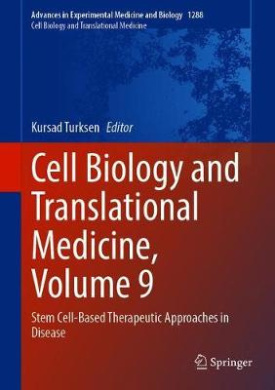 Advances in Experimental Medicine and Biology 1288
Cell Biology and Translational Medicine
Kursad Turksen Editor
Cell Biology and
Translational
Medicine,
Volume 9
Stem Cell-Based Therapeutic Approaches in
Disease
Springer